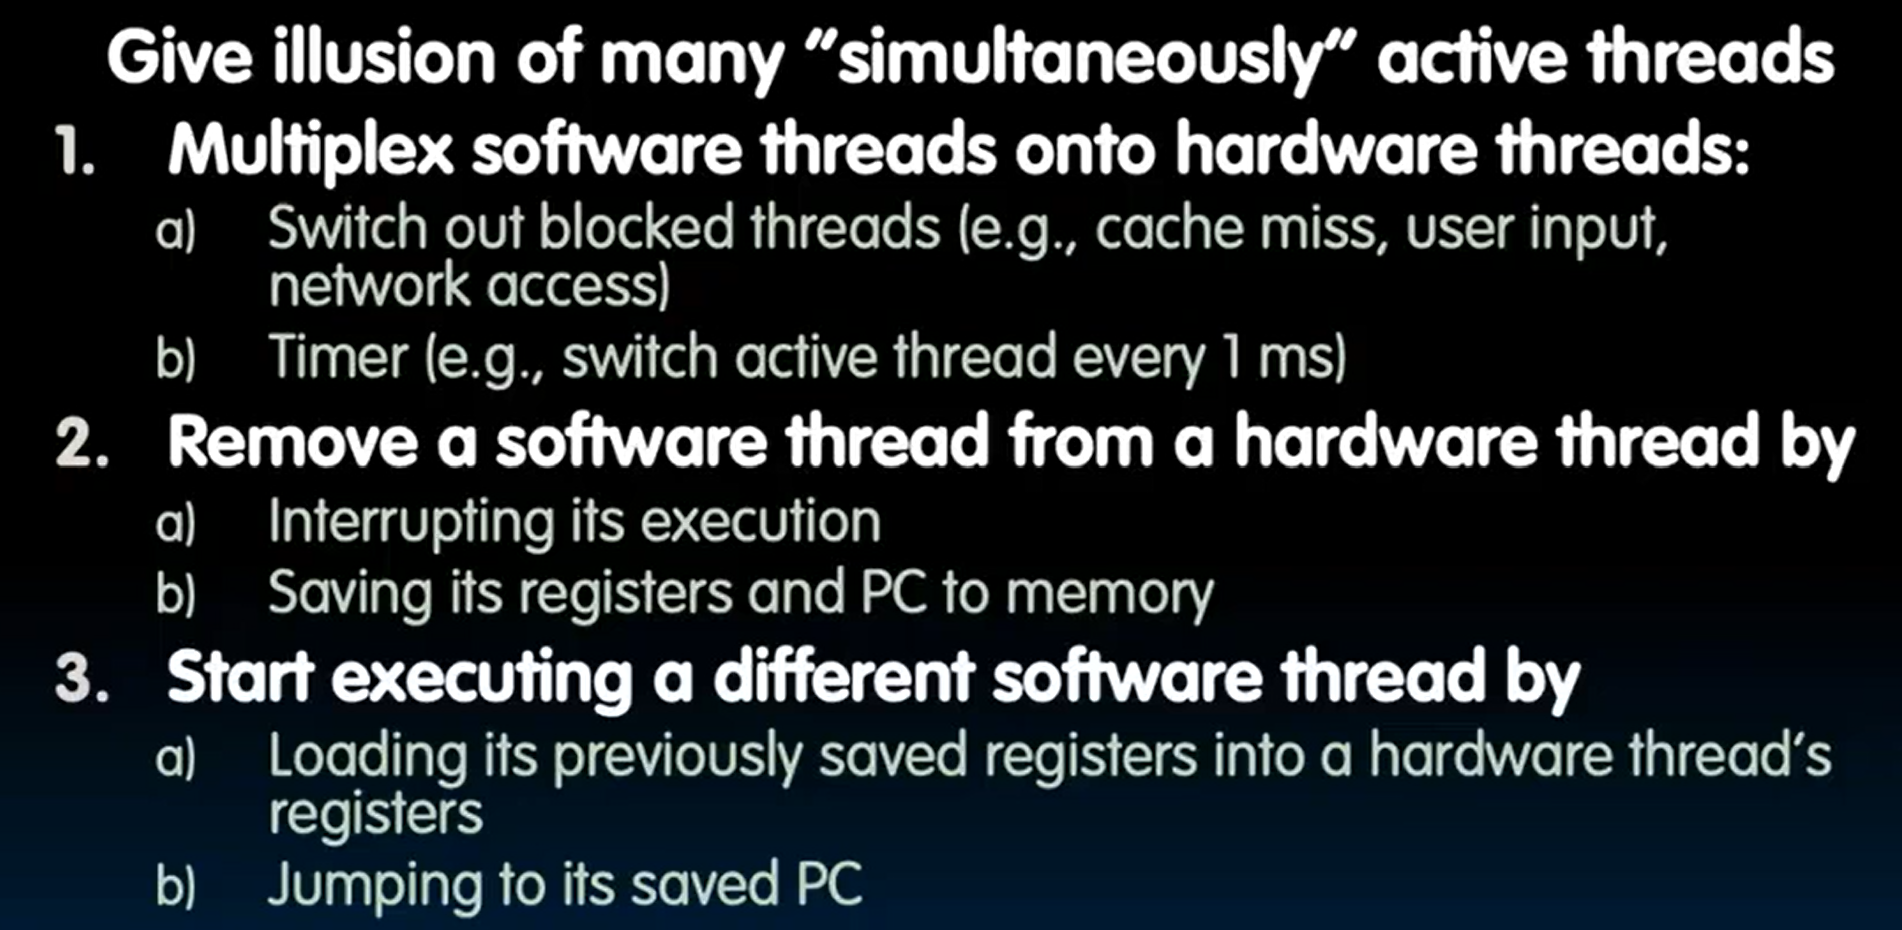 Give illusion of many “simultaneously” active threads
1. Multiplex software threads onto hardware threads:
a) Switch out blocked threads (e.g., cache miss, user input,
network access)
b) Timer (e.g., switch active thread every 1 ms)
2. Remove a software thread from a hardware thread by
a) Interrupting its execution
b) Saving its registers and PC to memory
3. Start executing a different software thread by
a) Loading its previously saved registers into a hardware thread’s
registers
b) Jumping to its saved PC